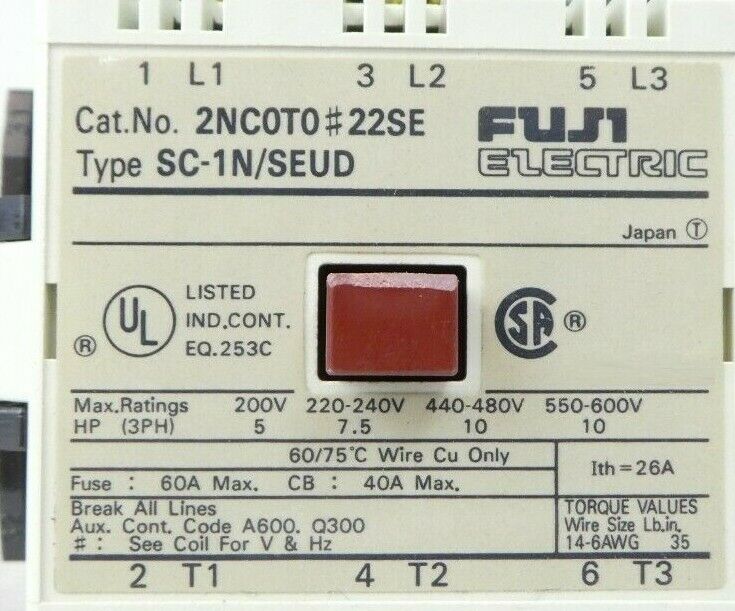 1 L1 3 L2 5 L3
Cat.No. 2NC0T0#22SE
Type SC-1N/SEUD
FUJI
ELECTRIC
Japan Ⓣ
® UL LISTED
IND.CONT.
EQ.253C
CSA ®
Max.Ratings 200V 220-240V 440-480V 550-600V
HP (3PH) 5 7.5 10 10
60/75°C Wire Cu Only
Ith=26A
Fuse : 60A Max. CB : 40A Max.
Break All Lines
Aux. Cont. Code A600. Q300
# : See Coil For V & Hz
TORQUE VALUES
Wire Size Lb.in.
14-6AWG 35
2 T1 4 T2 6 T3